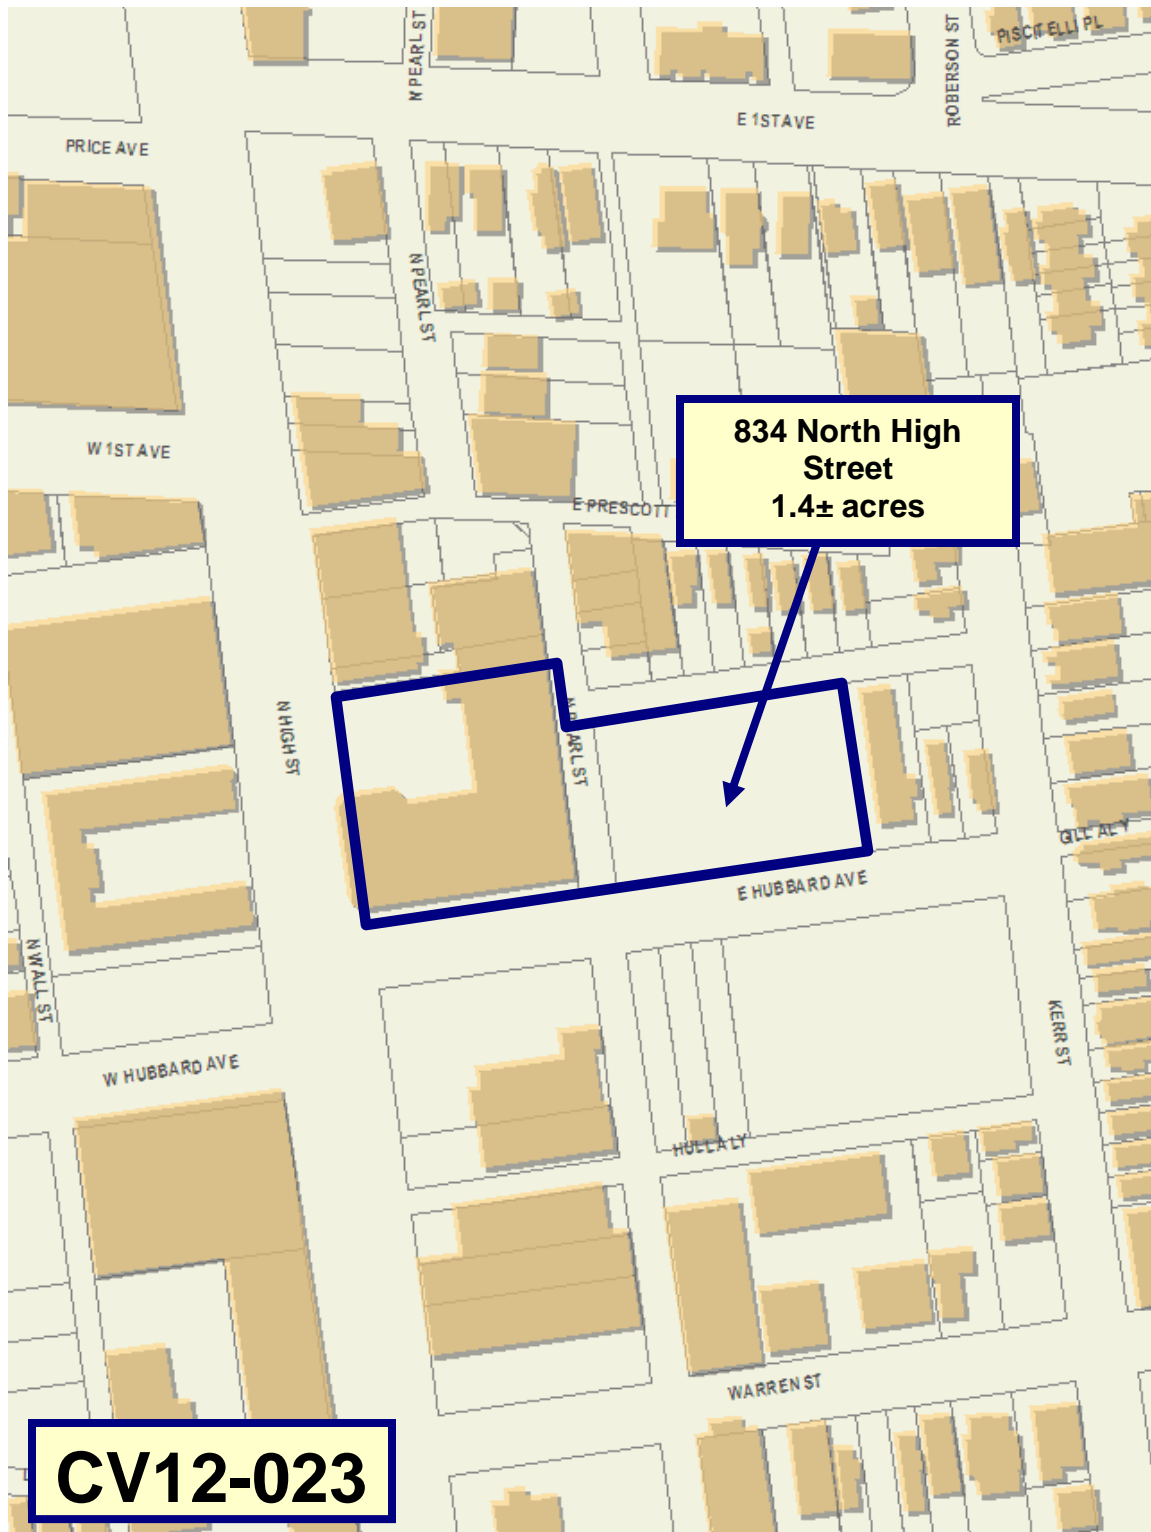 N PEARL ST
ROBERSON ST
PISCITELLI PL
E 1ST AVE
PRICE AVE
N PEARL ST
W 1ST AVE
834 North High
Street
1.4± acres
E PRESCOTT
N HIGH ST
N PEARL ST
GILL ALY
E HUBBARD AVE
N WALL ST
KERR ST
W HUBBARD AVE
HULL ALY
WARREN ST
CV12-023